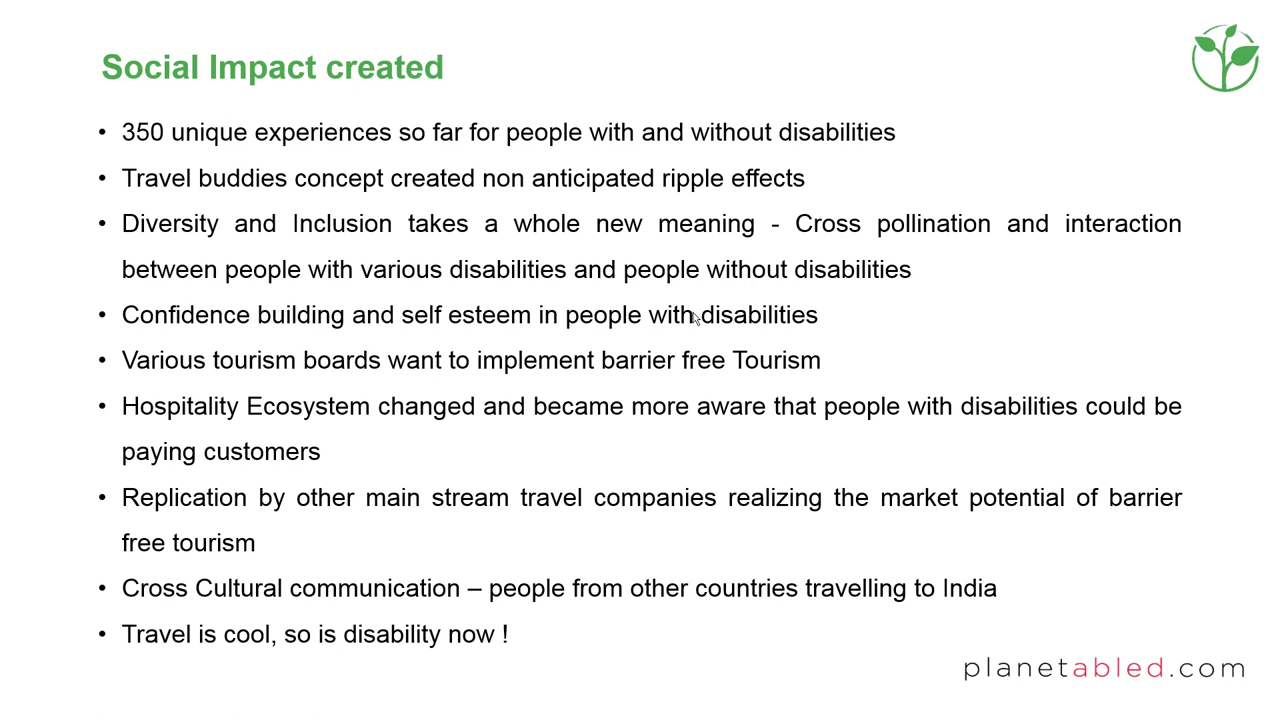 Social Impact created
• 350 unique experiences so far for people with and without disabilities
• Travel buddies concept created non anticipated ripple effects
• Diversity and Inclusion takes a whole new meaning - Cross pollination and interaction
between people with various disabilities and people without disabilities
• Confidence building and self esteem in people with disabilities
• Various tourism boards want to implement barrier free Tourism
• Hospitality Ecosystem changed and became more aware that people with disabilities could be
paying customers
• Replication by other main stream travel companies realizing the market potential of barrier
free tourism
• Cross Cultural communication – people from other countries travelling to India
• Travel is cool, so is disability now !
planetabled.com